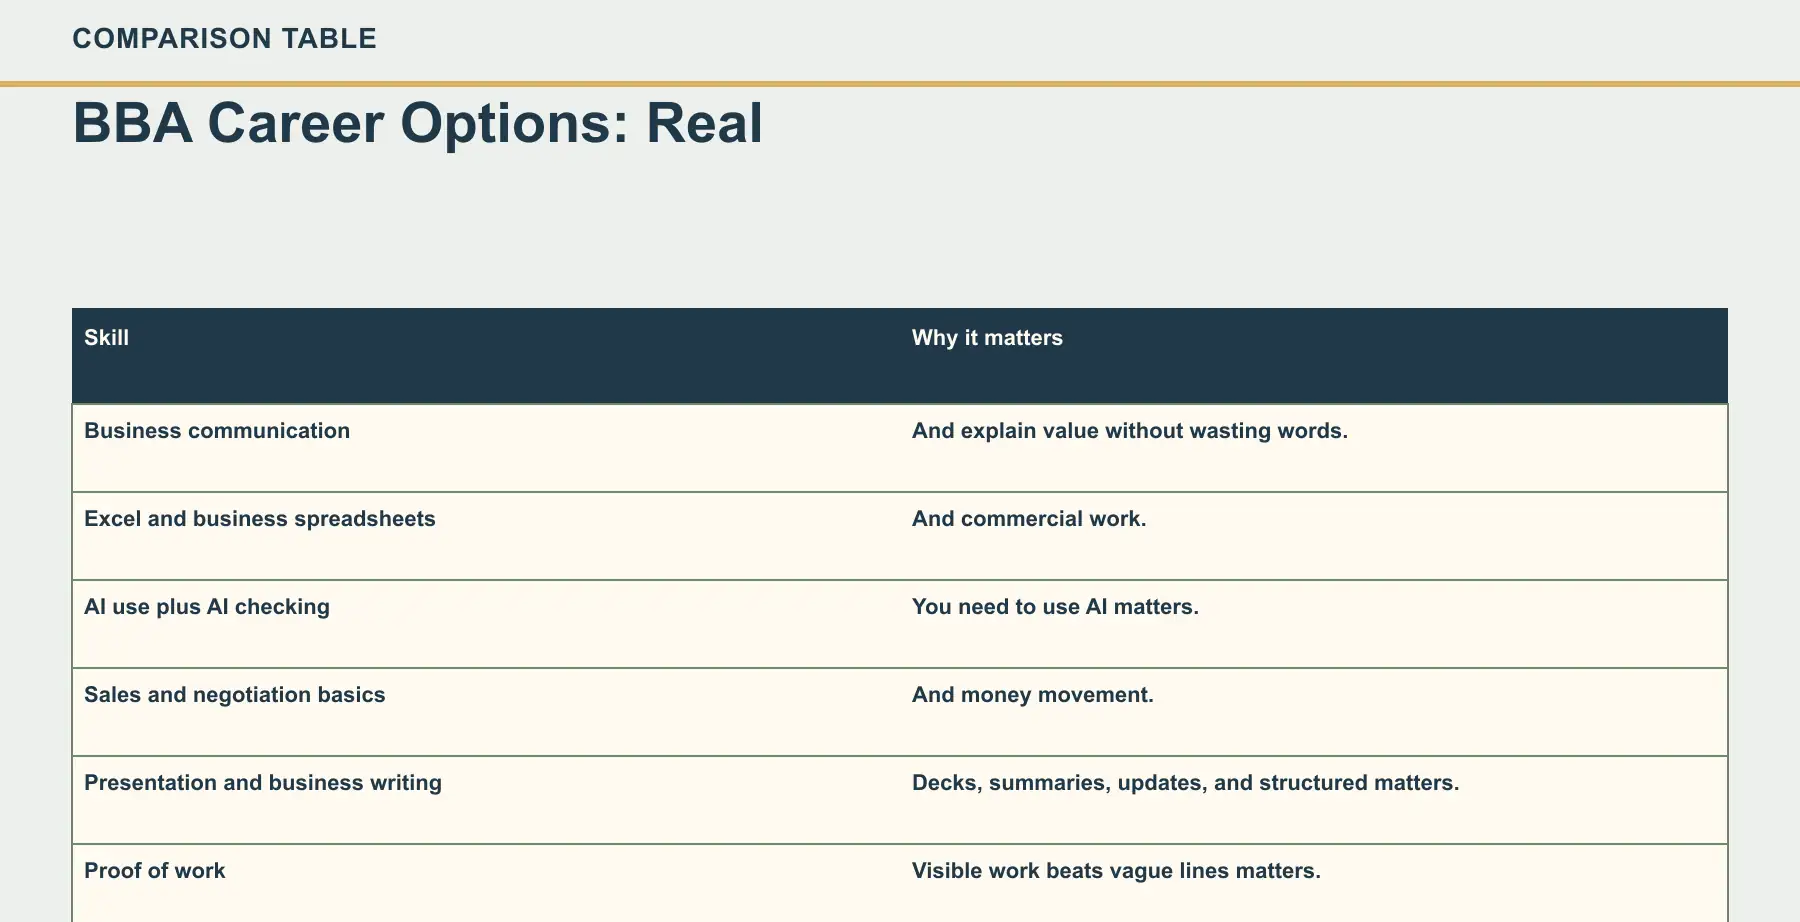 COMPARISON TABLE
BBA Career Options: Real
Skill
Why it matters
Business communication
And explain value without wasting words.
Excel and business spreadsheets
And commercial work.
AI use plus AI checking
You need to use AI matters.
Sales and negotiation basics
And money movement.
Presentation and business writing
Decks, summaries, updates, and structured matters.
Proof of work
Visible work beats vague lines matters.